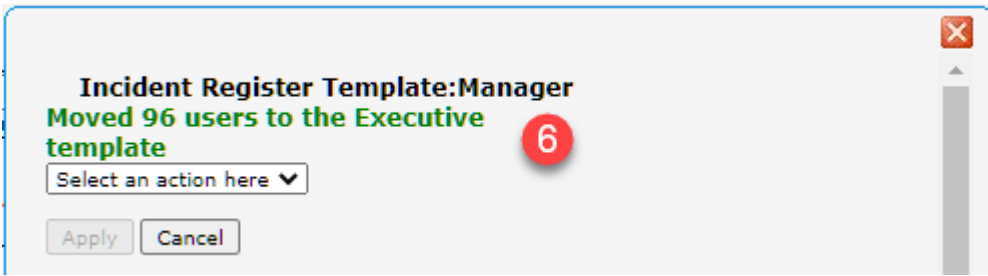 Incident Register Template:Manager
Moved 96 users to the Executive
template
6
Select an action here
Apply
Cancel